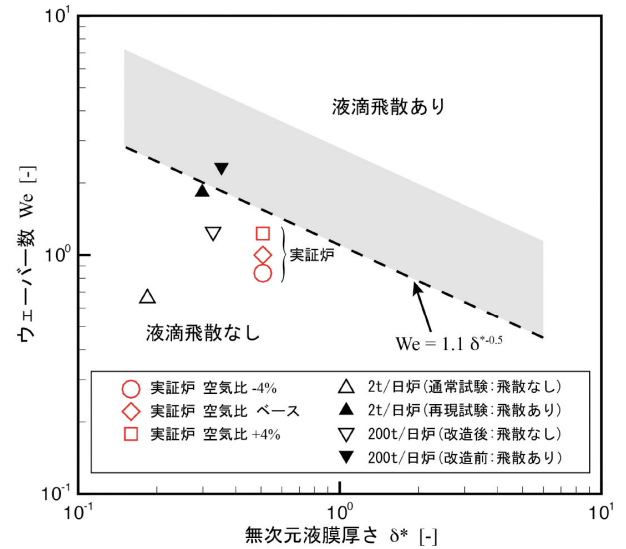 10¹
液滴飛散あり
ウェーバー数 We [-]
10⁰
実証炉
液滴飛散なし
We = 1.1 δ*⁻⁰·⁵
実証炉 空気比 -4%
実証炉 空気比 ベース
実証炉 空気比 +4%
2t/日炉(通常試験:飛散なし)
2t/日炉(再現試験:飛散あり)
200t/日炉(改造後:飛散なし)
200t/日炉(改造前:飛散あり)
10⁻¹
10⁻¹ 10⁰ 10¹
無次元液膜厚さ δ* [-]